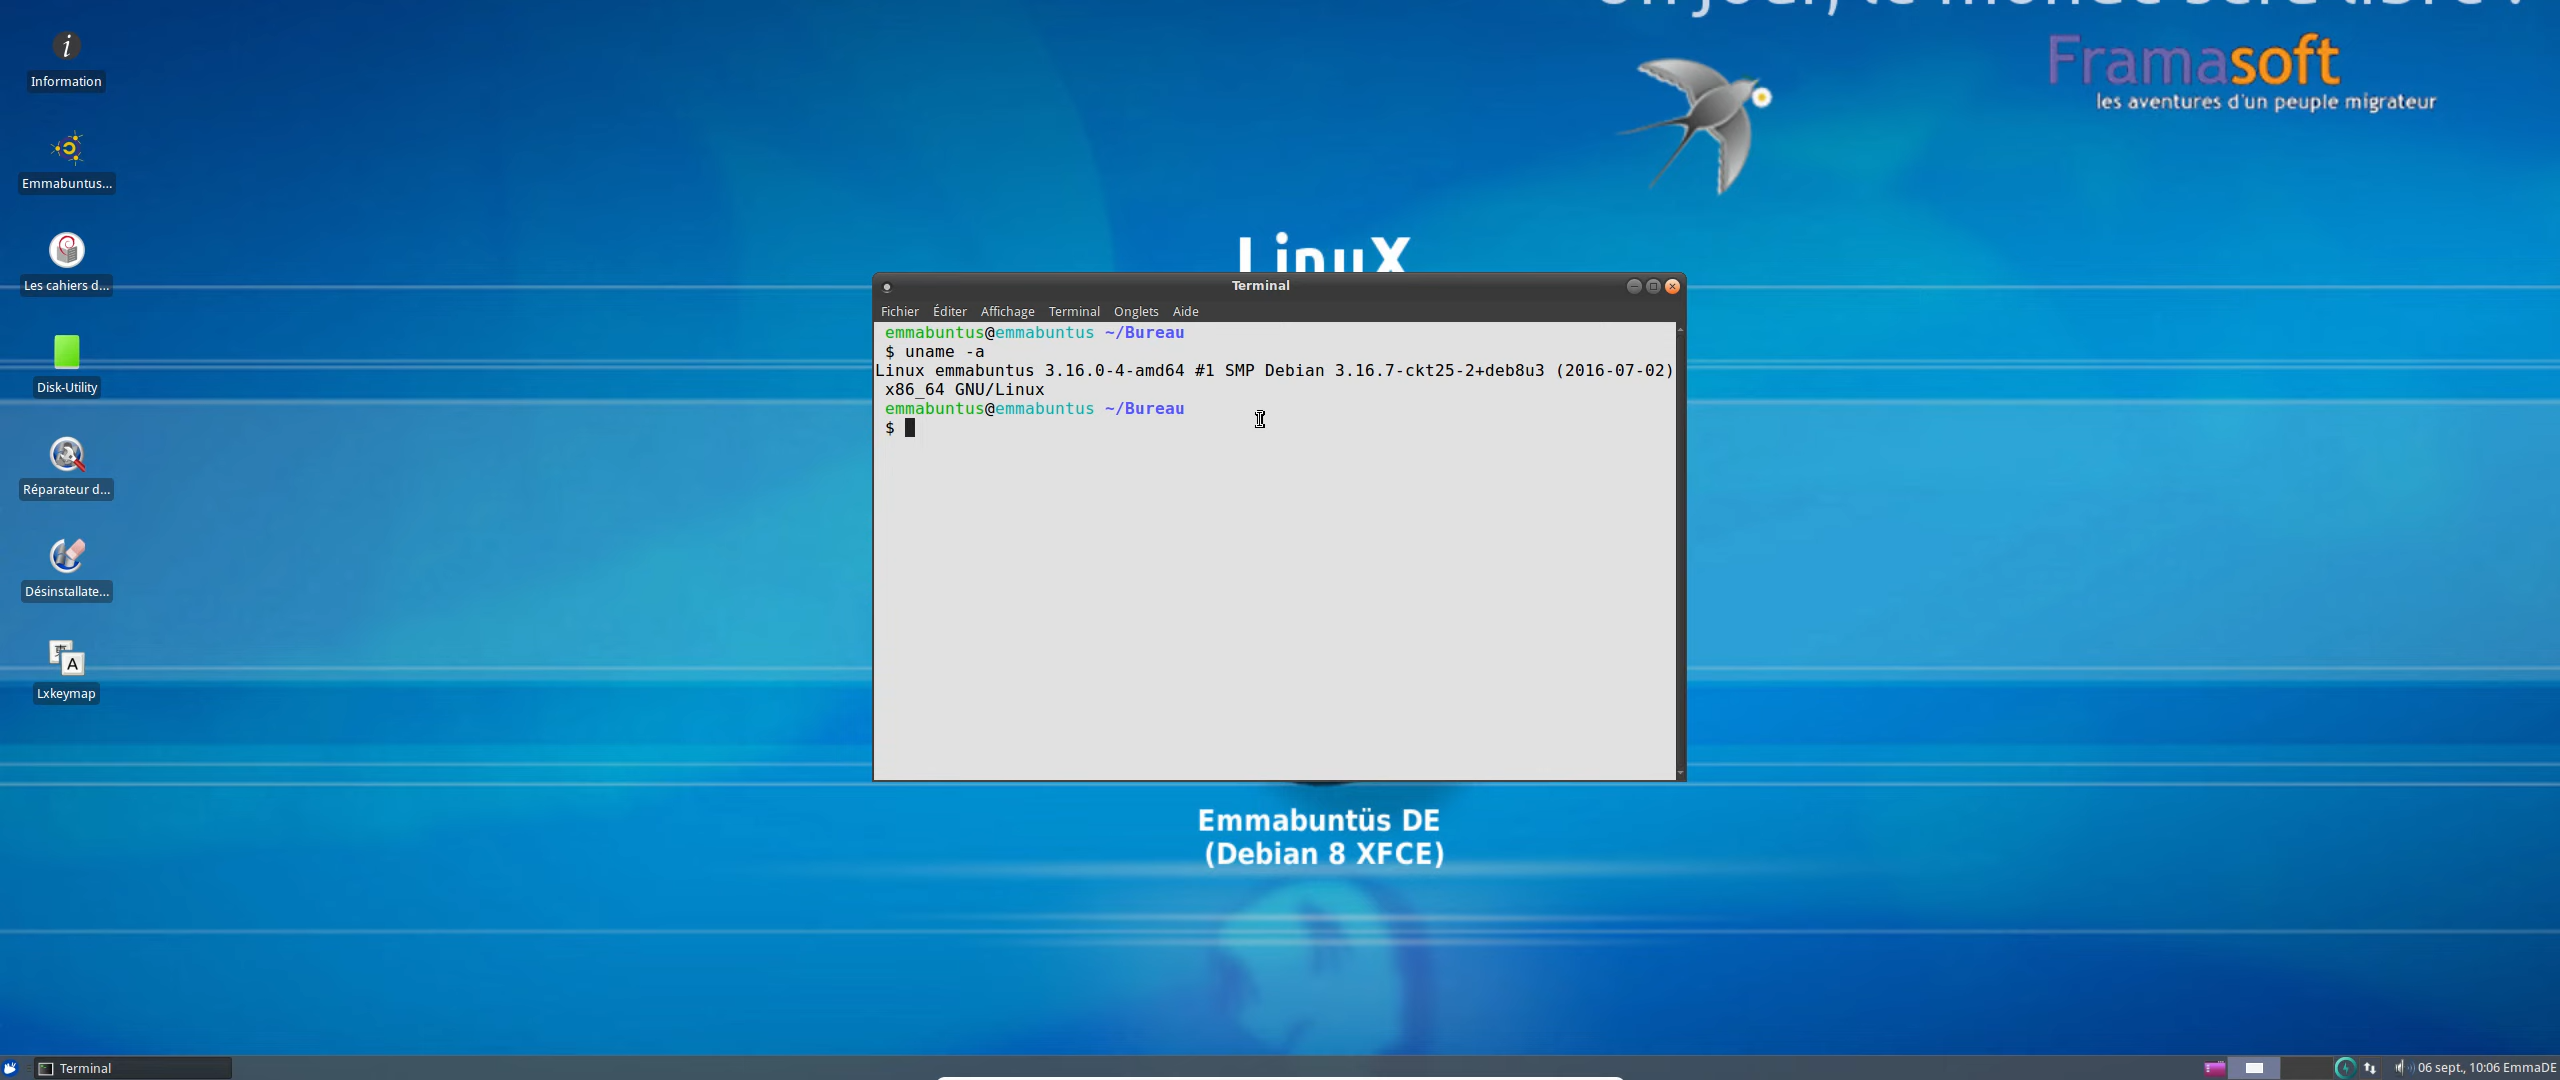 Framasoft
les aventures d'un peuple migrateur
Information
Emmabuntus...
Les cahiers d...
Disk-Utility
Réparateur d...
Désinstallate...
Lxkeymap
LinuX
Terminal
Fichier Éditer Affichage Terminal Onglets Aide
emmabuntus@emmabuntus ~/Bureau
$ uname -a
Linux emmabuntus 3.16.0-4-amd64 #1 SMP Debian 3.16.7-ckt25-2+deb8u3 (2016-07-02)
x86_64 GNU/Linux
emmabuntus@emmabuntus ~/Bureau
$
Emmabuntüs DE
(Debian 8 XFCE)
Terminal
06 sept., 10:06 EmmaDE